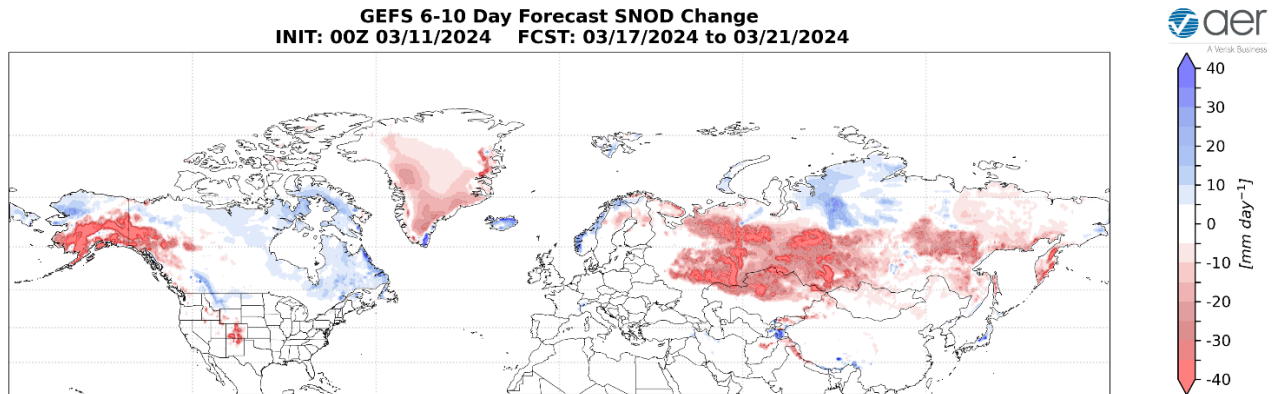 GEFS 6-10 Day Forecast SNOD Change
INIT: 00Z 03/11/2024    FCST: 03/17/2024 to 03/21/2024
aer
A Verisk Business
40
30
20
10
0
-10
-20
-30
-40
[mm day⁻¹]